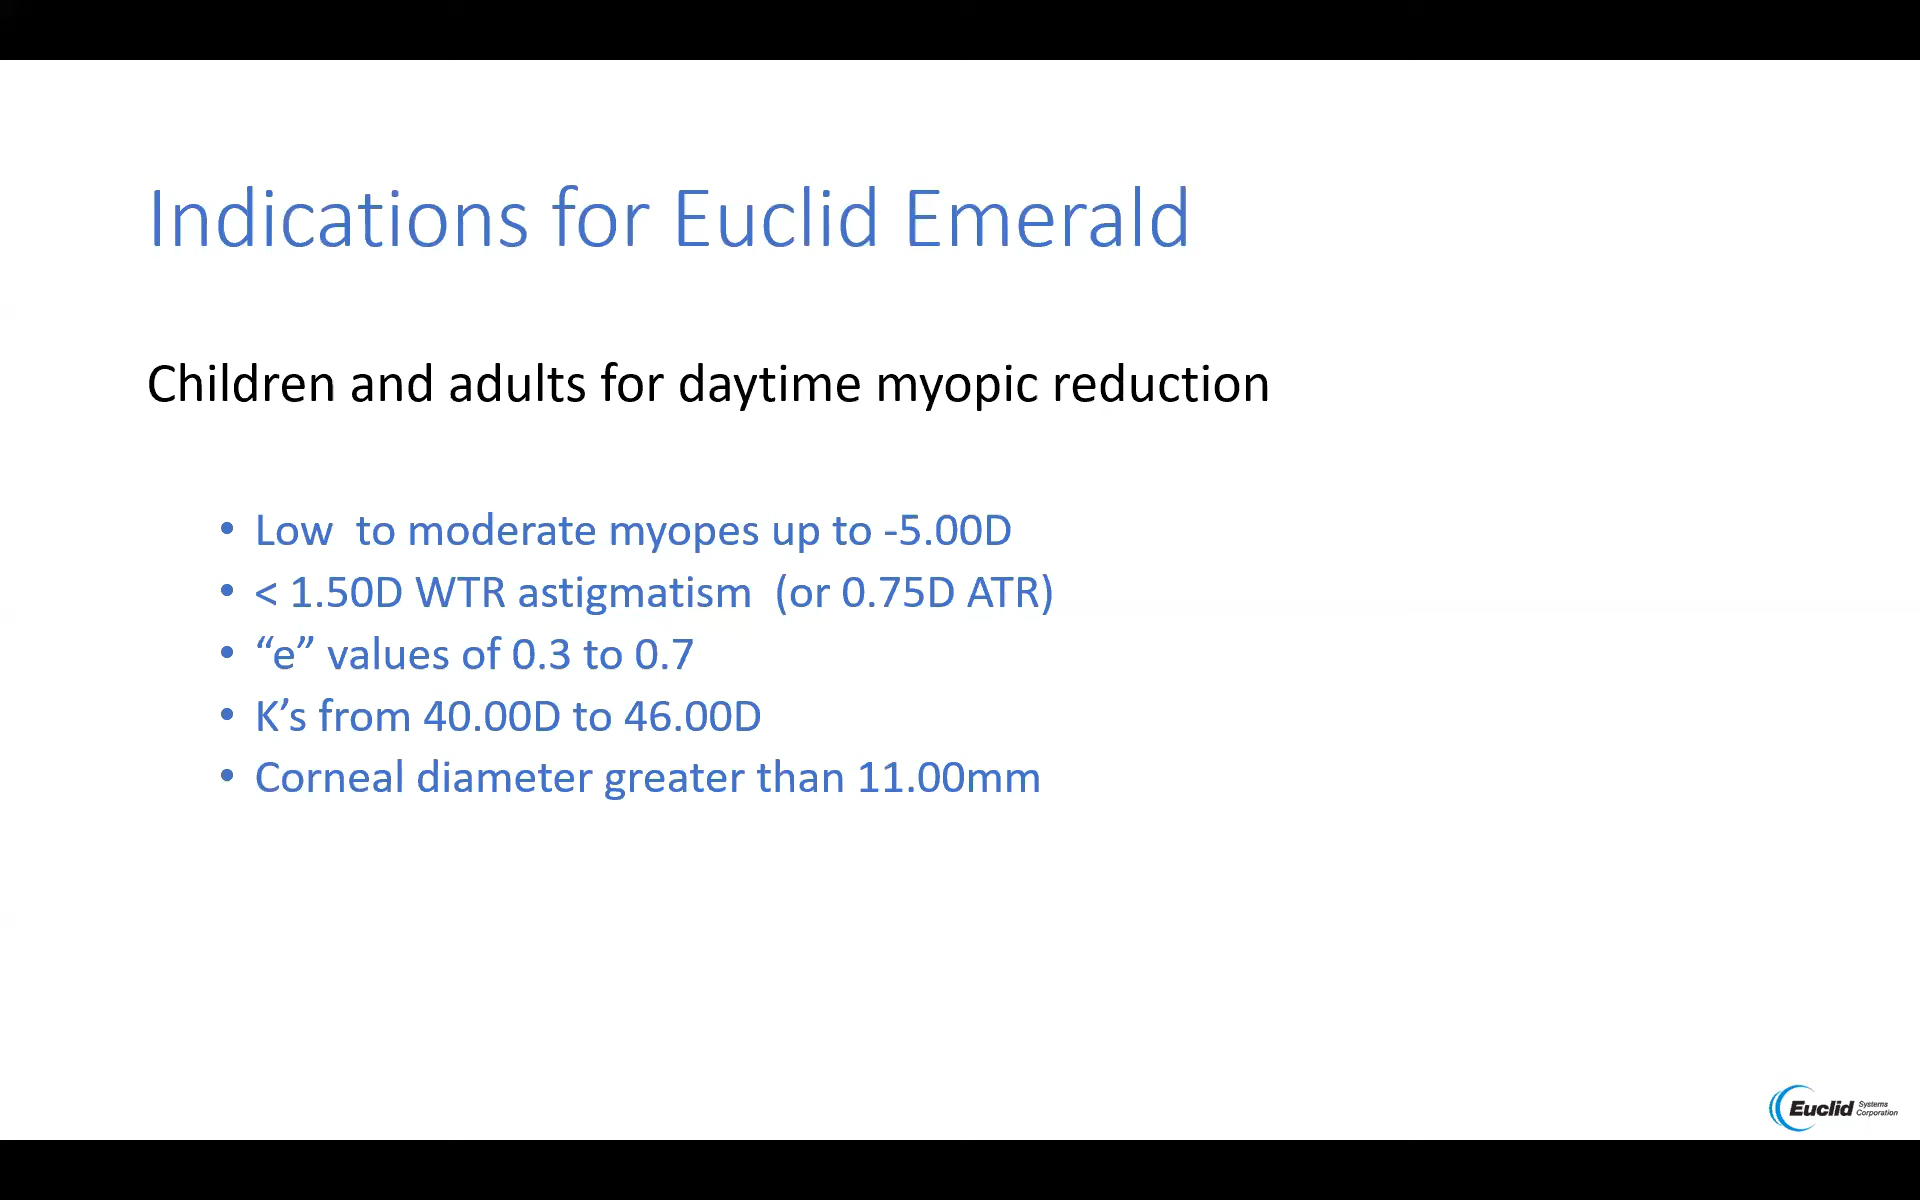 Indications for Euclid Emerald
Children and adults for daytime myopic reduction
• Low  to moderate myopes up to -5.00D
• < 1.50D WTR astigmatism  (or 0.75D ATR)
• “e” values of 0.3 to 0.7
• K’s from 40.00D to 46.00D
• Corneal diameter greater than 11.00mm
Euclid Systems Corporation